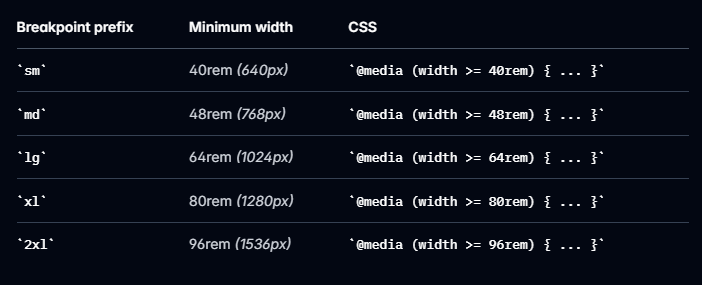 Breakpoint prefix Minimum width CSS
`sm` 40rem (640px) `@media (width >= 40rem) { ... }`
`md` 48rem (768px) `@media (width >= 48rem) { ... }`
`lg` 64rem (1024px) `@media (width >= 64rem) { ... }`
`xl` 80rem (1280px) `@media (width >= 80rem) { ... }`
`2xl` 96rem (1536px) `@media (width >= 96rem) { ... }`